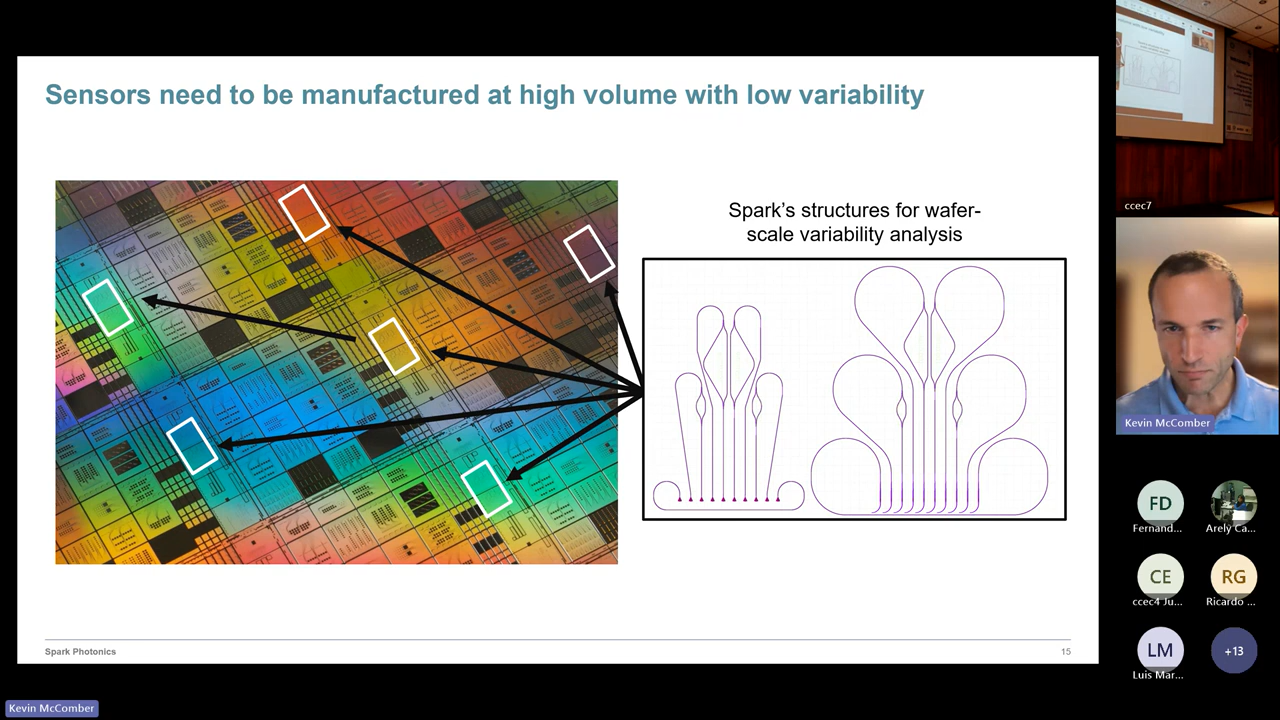 Sensors need to be manufactured at high volume with low variability
Spark's structures for wafer-
scale variability analysis
Spark Photonics
15
ccec7
Kevin McComber
FD
Fernand...
Arely Ca...
CE
ccec4 Ju...
RG
Ricardo ...
LM
Luis Mar...
+13
Kevin McComber